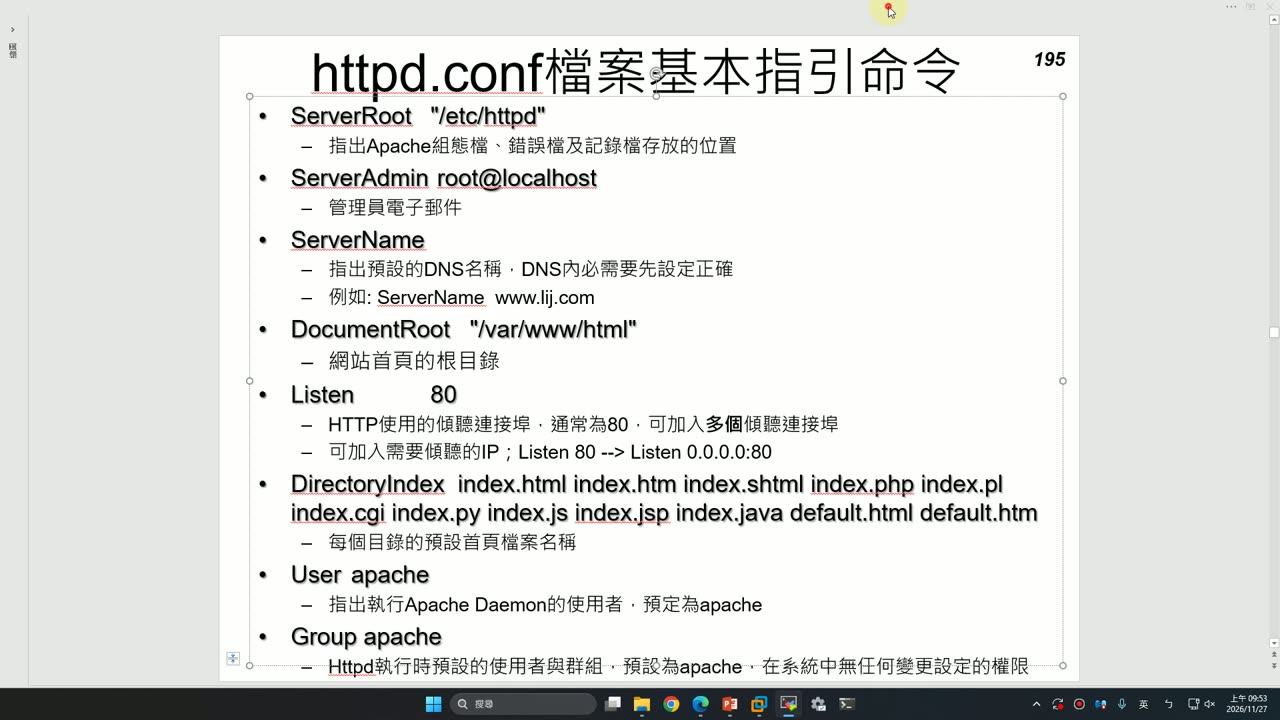 httpd.conf檔案基本指引命令
195
• ServerRoot "/etc/httpd"
– 指出Apache組態檔、錯誤檔及記錄檔存放的位置
• ServerAdmin root@localhost
– 管理員電子郵件
• ServerName
– 指出預設的DNS名稱，DNS內必需要先設定正確
– 例如: ServerName www.lij.com
• DocumentRoot "/var/www/html"
– 網站首頁的根目錄
• Listen 80
– HTTP使用的傾聽連接埠，通常為80，可加入多個傾聽連接埠
– 可加入需要傾聽的IP；Listen 80 --> Listen 0.0.0.0:80
• DirectoryIndex index.html index.htm index.shtml index.php index.pl
index.cgi index.py index.js index.jsp index.java default.html default.htm
– 每個目錄的預設首頁檔案名稱
• User apache
– 指出執行Apache Daemon的使用者，預定為apache
• Group apache
– Httpd執行時預設的使用者與群組，預設為apache，在系統中無任何變更設定的權限
搜尋
英
ㄅ
上午 09:53
2026/11/27